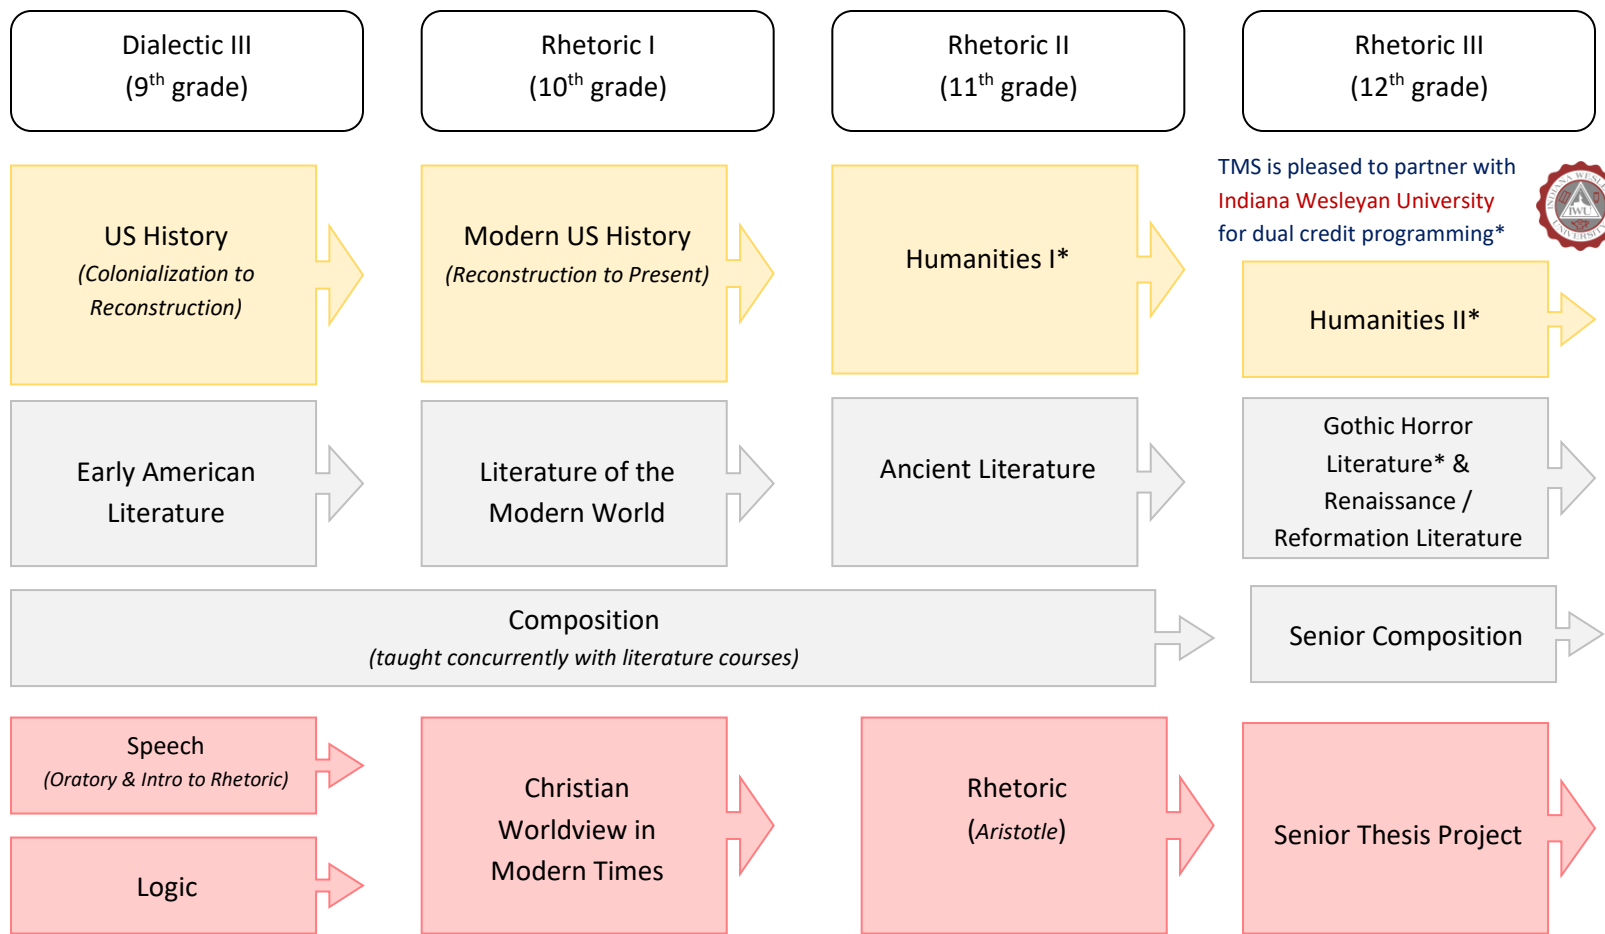 Dialectic III
(9th grade)
Rhetoric I
(10th grade)
Rhetoric II
(11th grade)
Rhetoric III
(12th grade)
US History
(Colonialization to
Reconstruction)
Modern US History
(Reconstruction to Present)
Humanities I*
TMS is pleased to partner with
Indiana Wesleyan University
for dual credit programming*
INDIANA WESLEYAN
IWU
UNIVERSITY
Humanities II*
Early American
Literature
Literature of the
Modern World
Ancient Literature
Gothic Horror
Literature* &
Renaissance /
Reformation Literature
Composition
(taught concurrently with literature courses)
Senior Composition
Speech
(Oratory & Intro to Rhetoric)
Logic
Christian
Worldview in
Modern Times
Rhetoric
(Aristotle)
Senior Thesis Project